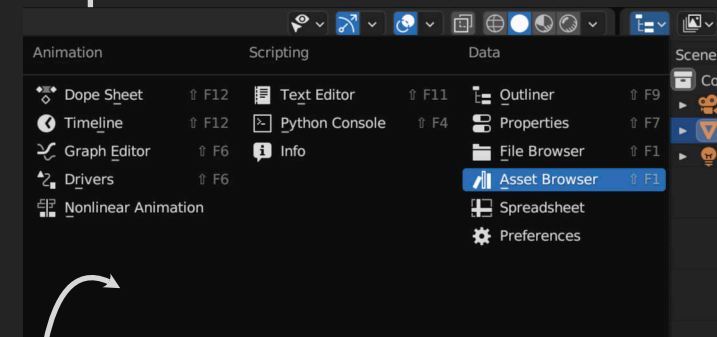 Animation
Dope Sheet ⇧ F12
Timeline ⇧ F12
Graph Editor ⇧ F6
Drivers ⇧ F6
Nonlinear Animation
Scripting
Text Editor ⇧ F11
Python Console ⇧ F4
Info
Data
Outliner ⇧ F9
Properties ⇧ F7
File Browser ⇧ F1
Asset Browser ⇧ F1
Spreadsheet
Preferences
Scene
Co